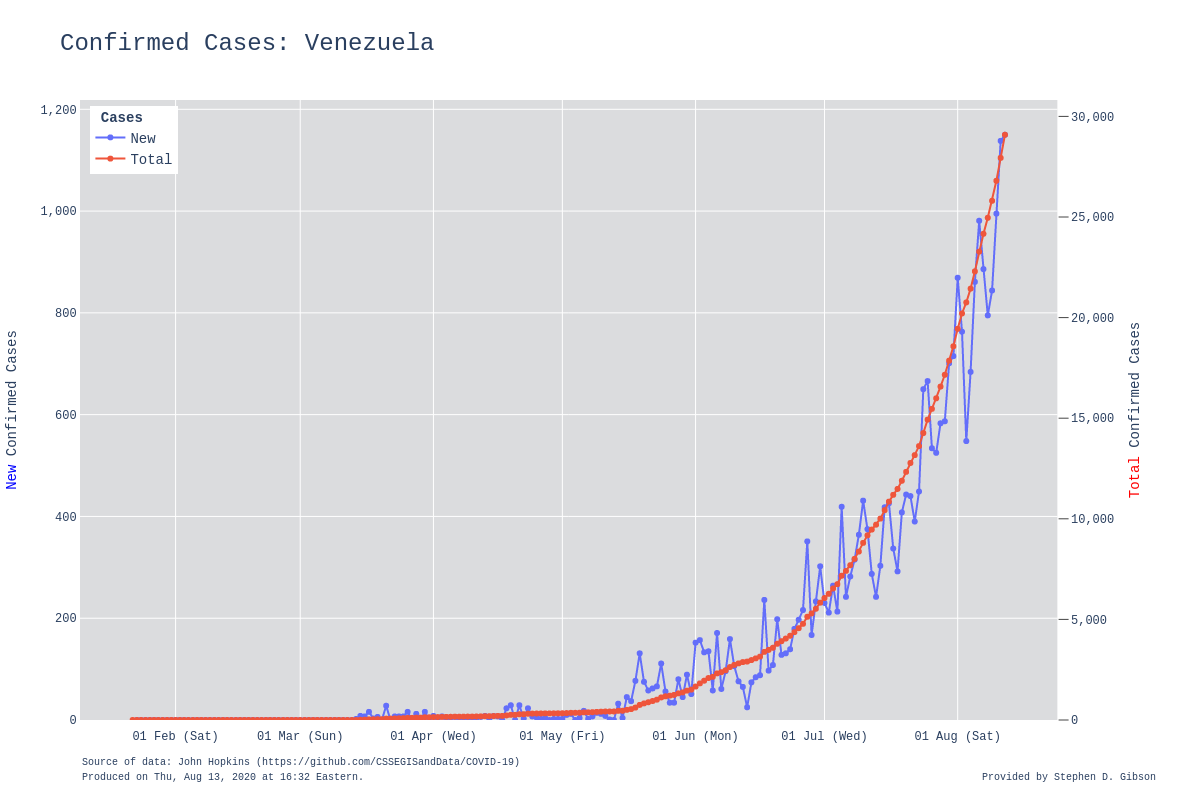 Confirmed Cases: Venezuela
Cases
New
Total
1,200
1,000
800
600
400
200
0
30,000
25,000
20,000
15,000
10,000
5,000
0
New Confirmed Cases
Total Confirmed Cases
01 Feb (Sat)
01 Mar (Sun)
01 Apr (Wed)
01 May (Fri)
01 Jun (Mon)
01 Jul (Wed)
01 Aug (Sat)
Source of data: John Hopkins (https://github.com/CSSEGISandData/COVID-19)
Produced on Thu, Aug 13, 2020 at 16:32 Eastern.
Provided by Stephen D. Gibson